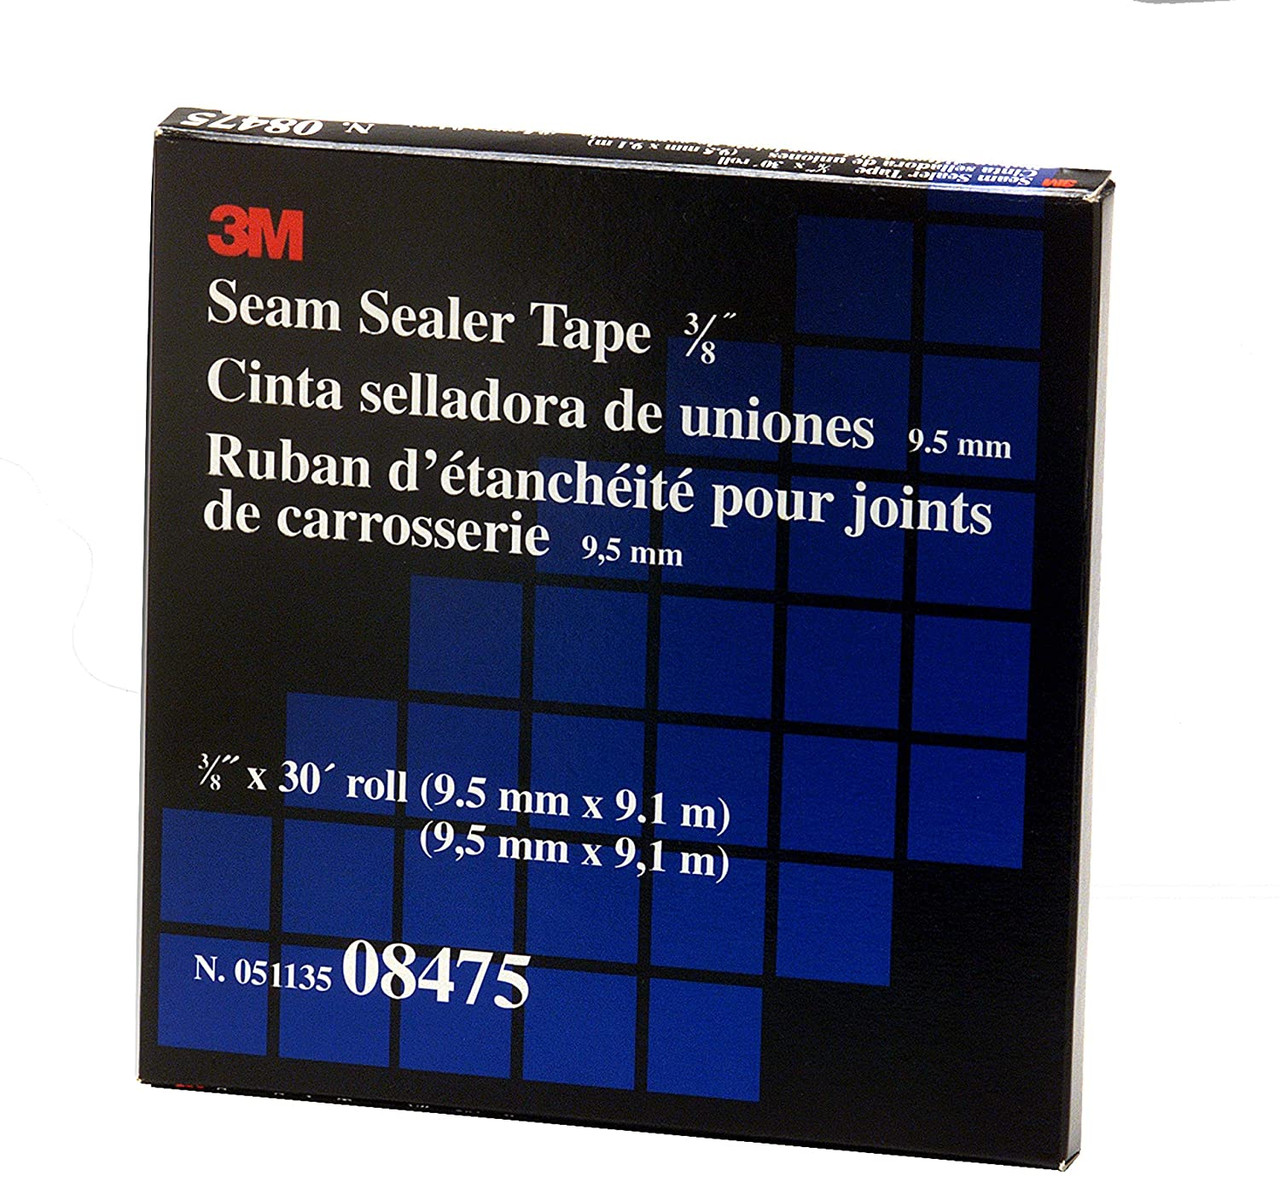 08475 N.
3M
Seam Sealer Tape 3/8″
Cinta selladora de uniones 9.5 mm
Ruban d'étanchéité pour joints
de carrosserie 9,5 mm
3/8″ x 30´ roll (9.5 mm x 9.1 m)
(9,5 mm x 9,1 m)
N. 051135 08475